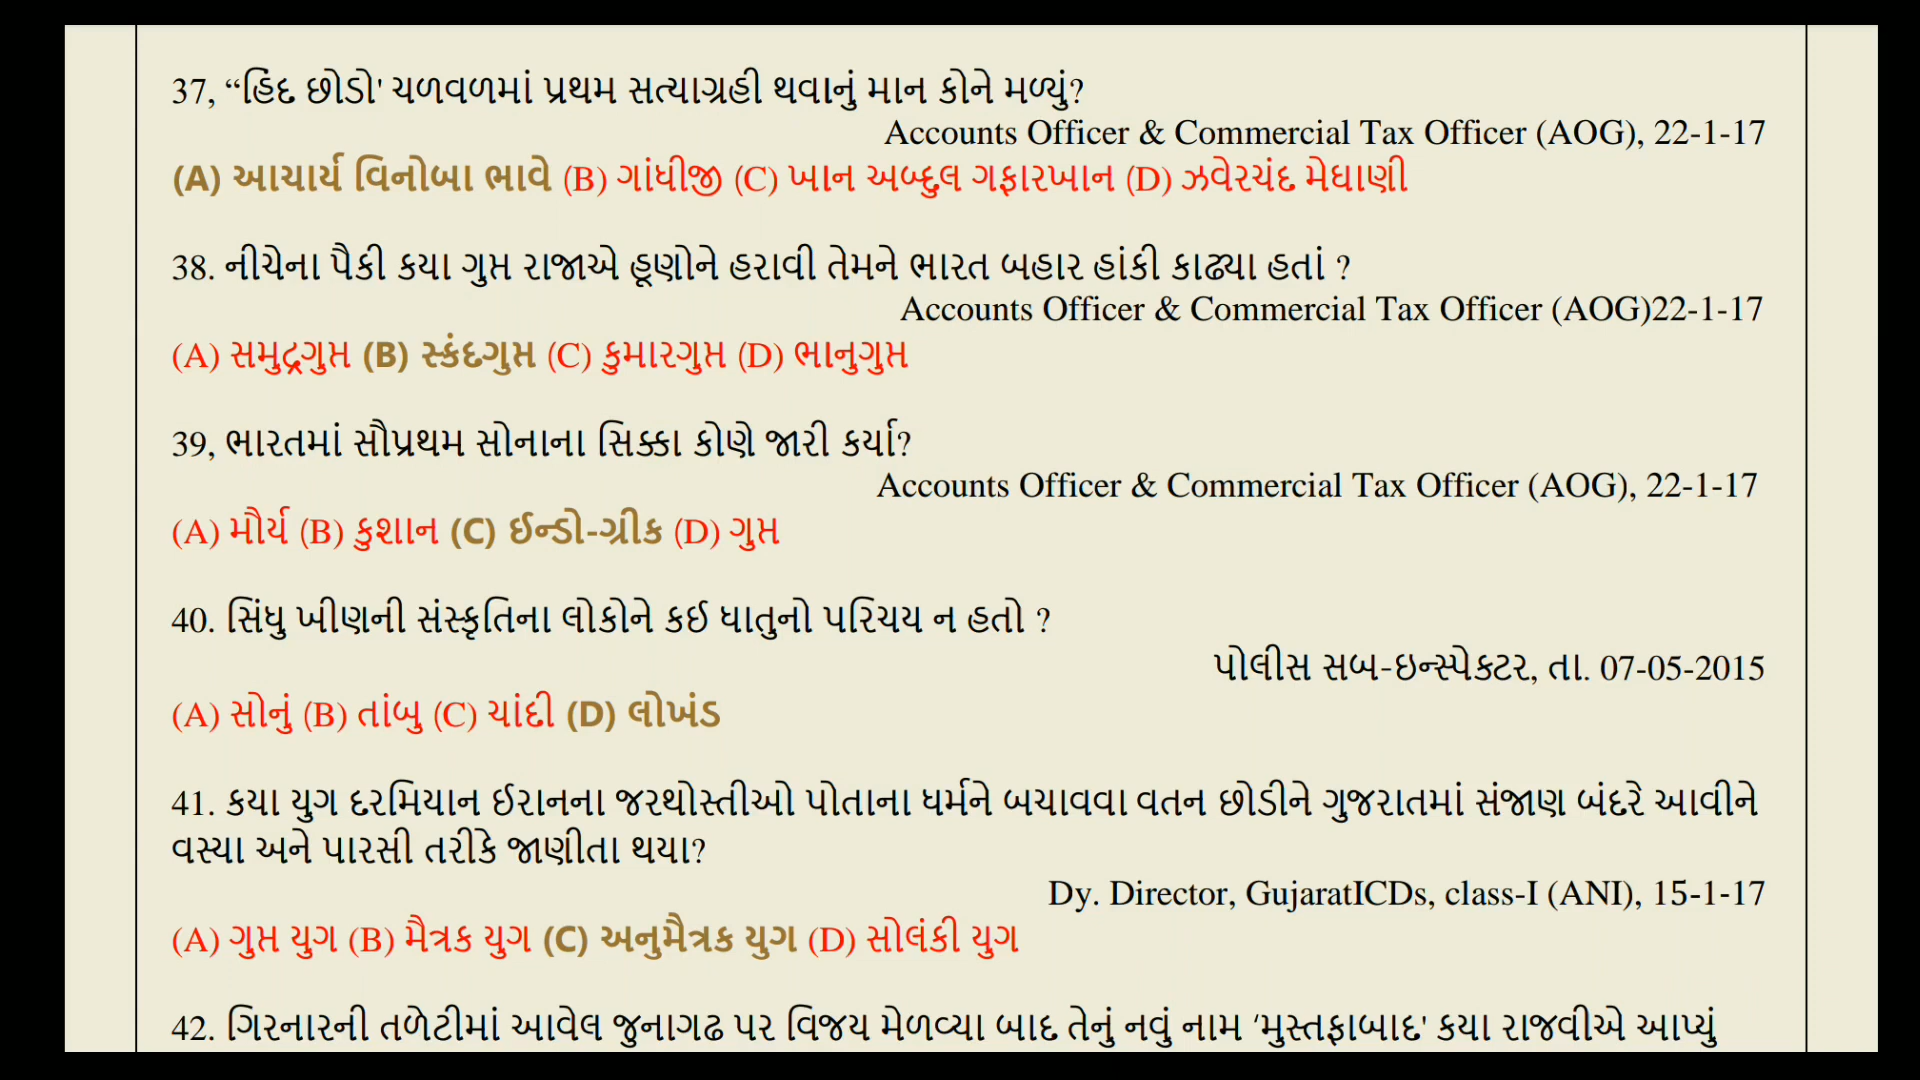 37, “હિંદ છોડો' ચળવળમાં પ્રથમ સત્યાગ્રહી થવાનું માન કોને મળ્યું?
Accounts Officer & Commercial Tax Officer (AOG), 22-1-17
(A) આચાર્ય વિનોબા ભાવે (B) ગાંધીજી (C) ખાન અબ્દુલ ગફારખાન (D) ઝવેરચંદ મેઘાણી
38. નીચેના પૈકી કયા ગુપ્ત રાજાએ હૂણોને હરાવી તેમને ભારત બહાર હાંકી કાઢ્યા હતાં ?
Accounts Officer & Commercial Tax Officer (AOG)22-1-17
(A) સમુદ્રગુપ્ત (B) સ્કંદગુપ્ત (C) કુમારગુપ્ત (D) ભાનુગુપ્ત
39, ભારતમાં સૌપ્રથમ સોનાના સિક્કા કોણે જારી કર્યા?
Accounts Officer & Commercial Tax Officer (AOG), 22-1-17
(A) મૌર્ય (B) કુશાન (C) ઈન્ડો-ગ્રીક (D) ગુપ્ત
40. સિંધુ ખીણની સંસ્કૃતિના લોકોને કઈ ધાતુનો પરિચય ન હતો ?
પોલીસ સબ-ઇન્સ્પેક્ટર, તા. 07-05-2015
(A) સોનું (B) તાંબુ (C) ચાંદી (D) લોખંડ
41. કયા યુગ દરમિયાન ઈરાનના જરથોસ્તીઓ પોતાના ધર્મને બચાવવા વતન છોડીને ગુજરાતમાં સંજાણ બંદરે આવીને
વસ્યા અને પારસી તરીકે જાણીતા થયા?
Dy. Director, GujaratICDs, class-I (ANI), 15-1-17
(A) ગુપ્ત યુગ (B) મૈત્રક યુગ (C) અનુમૈત્રક યુગ (D) સોલંકી યુગ
42. ગિરનારની તળેટીમાં આવેલ જુનાગઢ પર વિજય મેળવ્યા બાદ તેનું નવું નામ ‘મુસ્તફાબાદ' કયા રાજવીએ આપ્યું